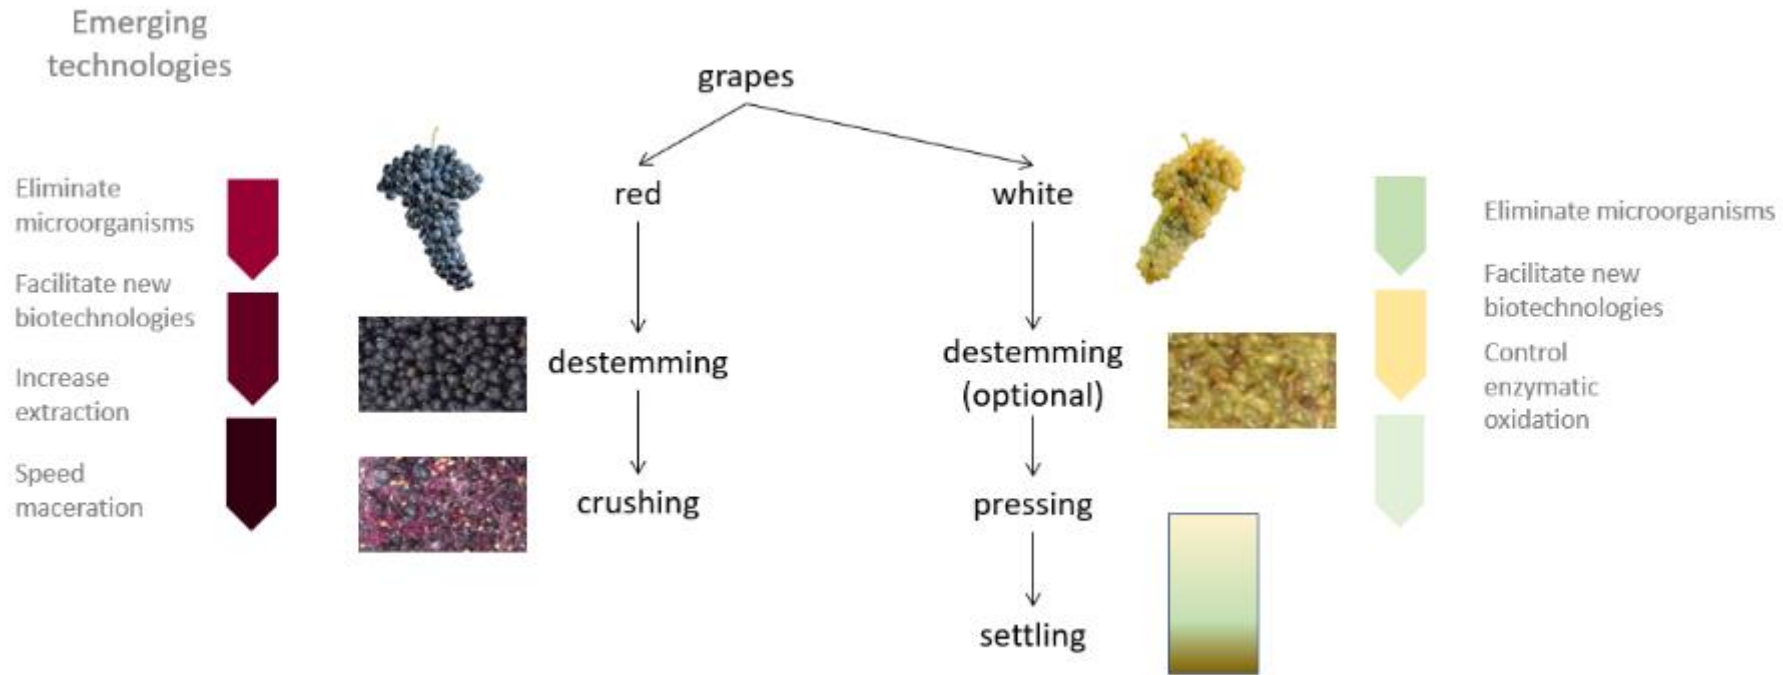 Emerging
technologies
grapes
red
white
Eliminate
microorganisms
Facilitate new
biotechnologies
Increase
extraction
Speed
maceration
destemming
crushing
destemming
(optional)
pressing
settling
Eliminate microorganisms
Facilitate new
biotechnologies
Control
enzymatic
oxidation